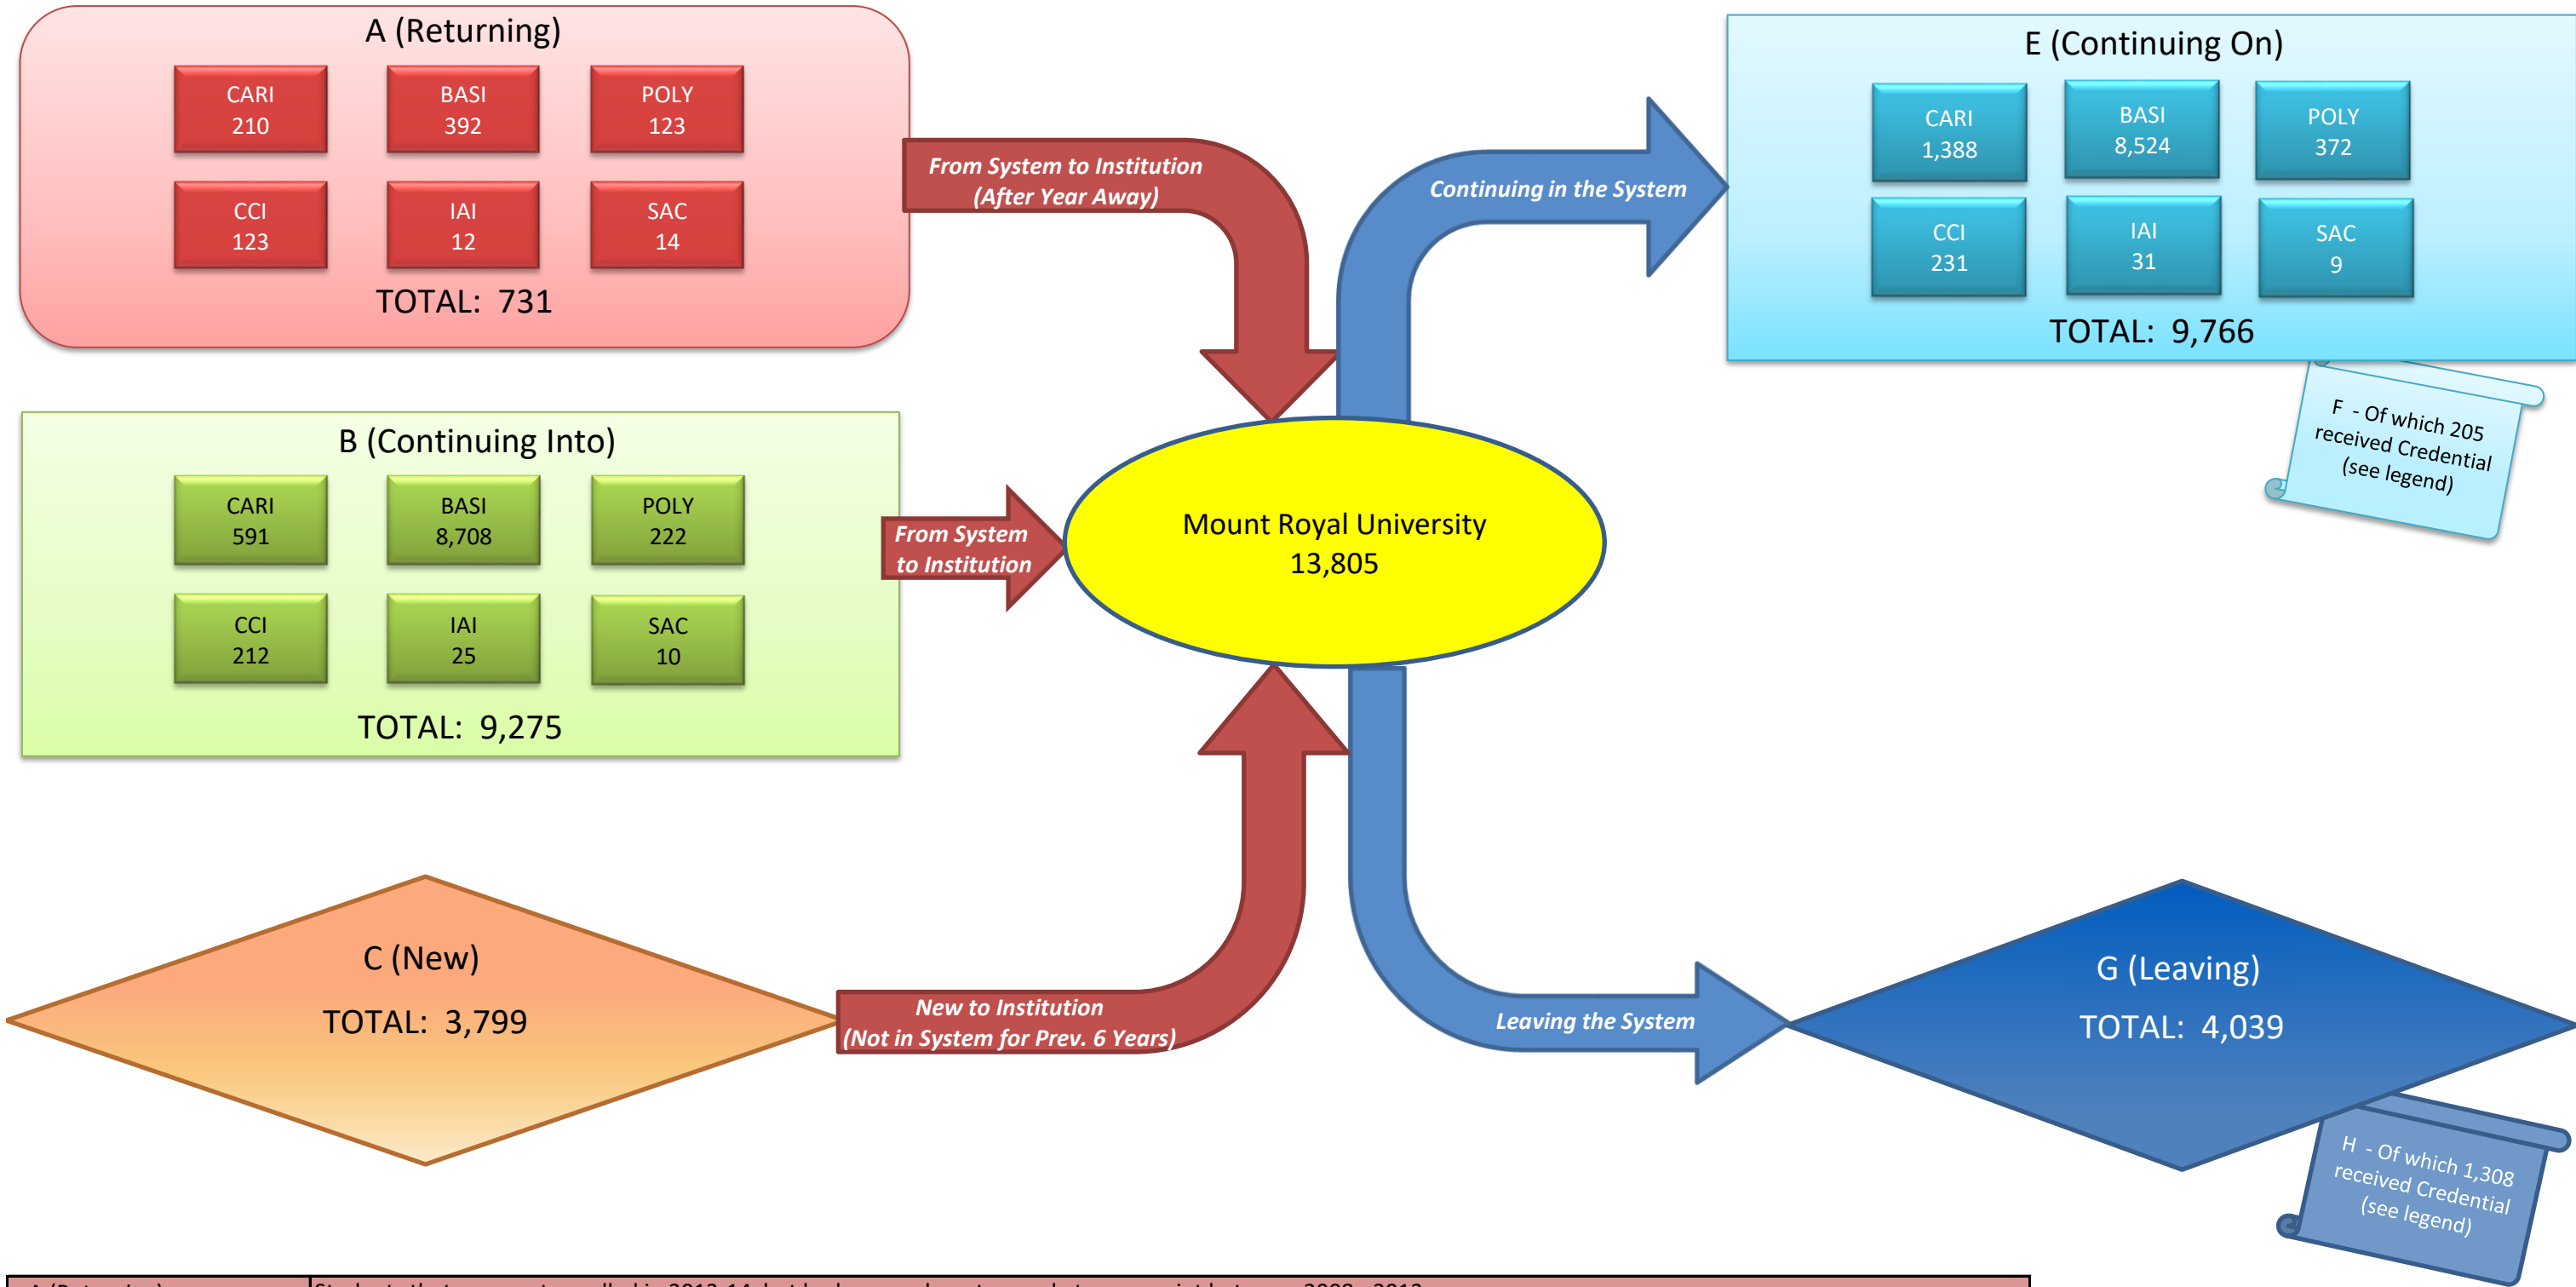 A (Returning)
CARI
210
BASI
392
POLY
123
CCI
123
IAI
12
SAC
14
TOTAL: 731
From System to Institution
(After Year Away)
Continuing in the System
E (Continuing On)
CARI
1,388
BASI
8,524
POLY
372
CCI
231
IAI
31
SAC
9
TOTAL: 9,766
F - Of which 205
received Credential
(see legend)
B (Continuing Into)
CARI
591
BASI
8,708
POLY
222
CCI
212
IAI
25
SAC
10
TOTAL: 9,275
From System
to Institution
Mount Royal University
13,805
C (New)
TOTAL: 3,799
New to Institution
(Not in System for Prev. 6 Years)
Leaving the System
G (Leaving)
TOTAL: 4,039
H - Of which 1,308
received Credential
(see legend)
A (Returning)